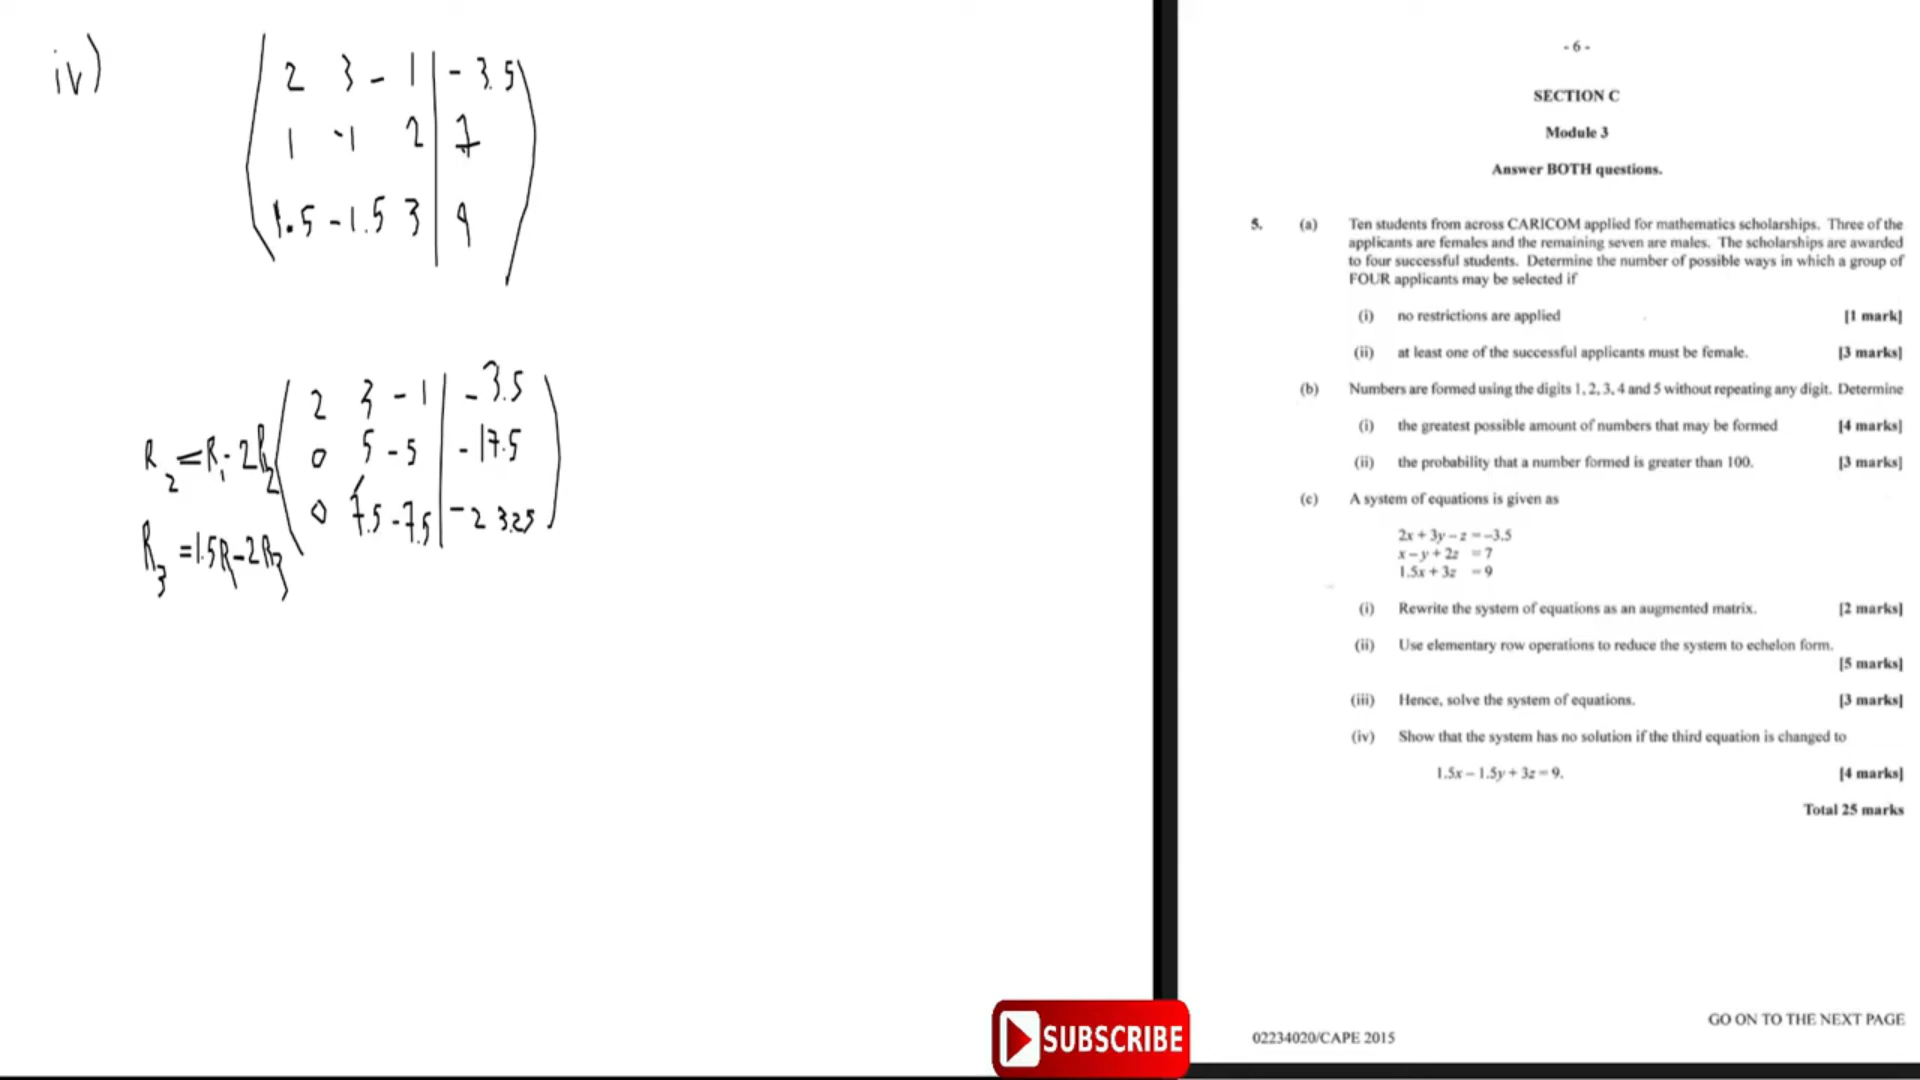 iv)
2 3 - 1 | - 3.5
1 -1 2 | 7
1.5 - 1.5 3 | 9
2 3 - 1 | - 3.5
R2 = R1 - 2R2 0 5 - 5 | - 17.5
0 7.5 - 7.5 | - 23.25
R3 = 1.5R1 - 2R3
SUBSCRIBE
- 6 -
SECTION C
Module 3
Answer BOTH questions.
5. (a) Ten students from across CARICOM applied for mathematics scholarships. Three of the
applicants are females and the remaining seven are males. The scholarships are awarded
to four successful students. Determine the number of possible ways in which a group of
FOUR applicants may be selected if
(i) no restrictions are applied [1 mark]
(ii) at least one of the successful applicants must be female. [3 marks]
(b) Numbers are formed using the digits 1, 2, 3, 4 and 5 without repeating any digit. Determine
(i) the greatest possible amount of numbers that may be formed [4 marks]
(ii) the probability that a number formed is greater than 100. [3 marks]
(c) A system of equations is given as
2x + 3y – z = –3.5
x – y + 2z = 7
1.5x + 3z = 9
(i) Rewrite the system of equations as an augmented matrix. [2 marks]
(ii) Use elementary row operations to reduce the system to echelon form.
[5 marks]
(iii) Hence, solve the system of equations. [3 marks]
(iv) Show that the system has no solution if the third equation is changed to
1.5x – 1.5y + 3z = 9. [4 marks]
Total 25 marks
GO ON TO THE NEXT PAGE
02234020/CAPE 2015